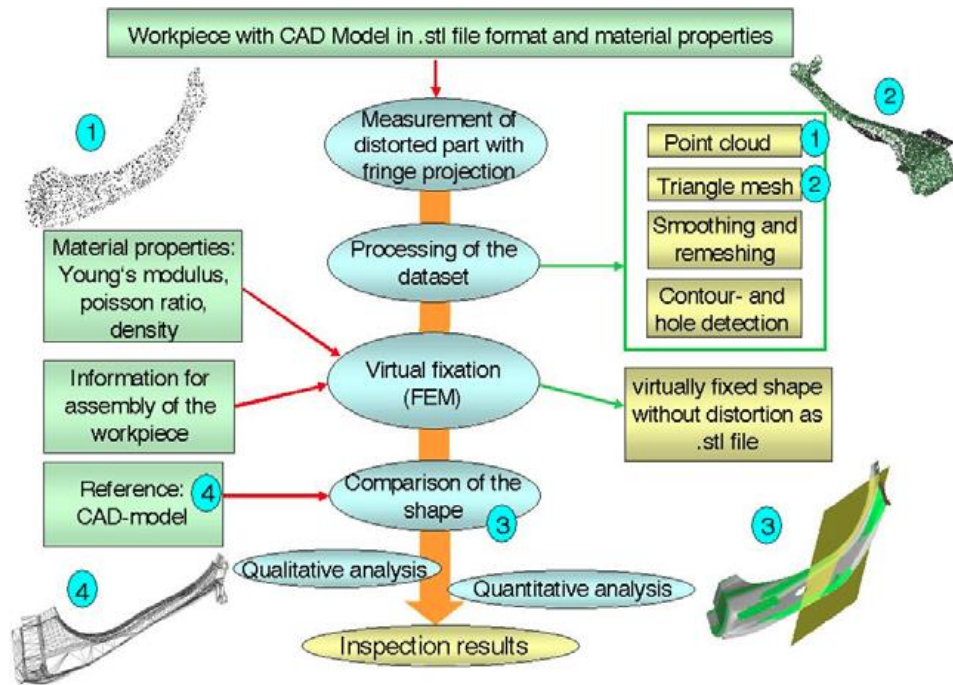 Workpiece with CAD Model in .stl file format and material properties
1
2
Measurement of
distorted part with
fringe projection
Point cloud
1
Triangle mesh
2
Smoothing and
remeshing
Contour- and
hole detection
Processing of the
dataset
Material properties:
Young's modulus,
poisson ratio,
density
Virtual fixation
(FEM)
Information for
assembly of the
workpiece
virtually fixed shape
without distortion as
.stl file
Reference:
CAD-model
4
Comparison of the
shape
3
3
4
Qualitative analysis
Quantitative analysis
Inspection results